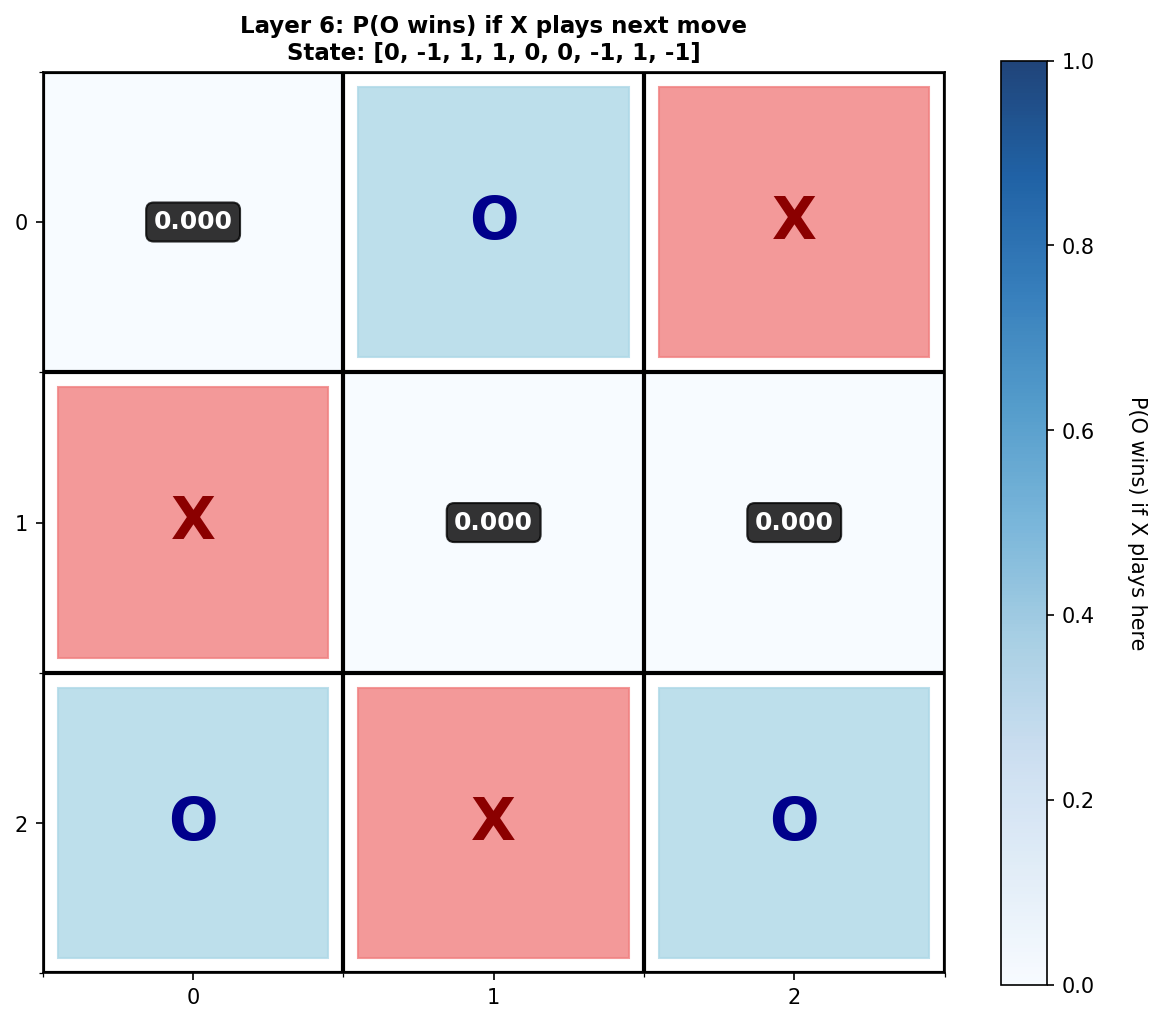 Layer 6: P(O wins) if X plays next move
State: [0, -1, 1, 1, 0, 0, -1, 1, -1]
0
0.000
O
X
1
X
0.000
0.000
2
O
X
O
0
1
2
1.0
0.8
0.6
0.4
0.2
0.0
P(O wins) if X plays here